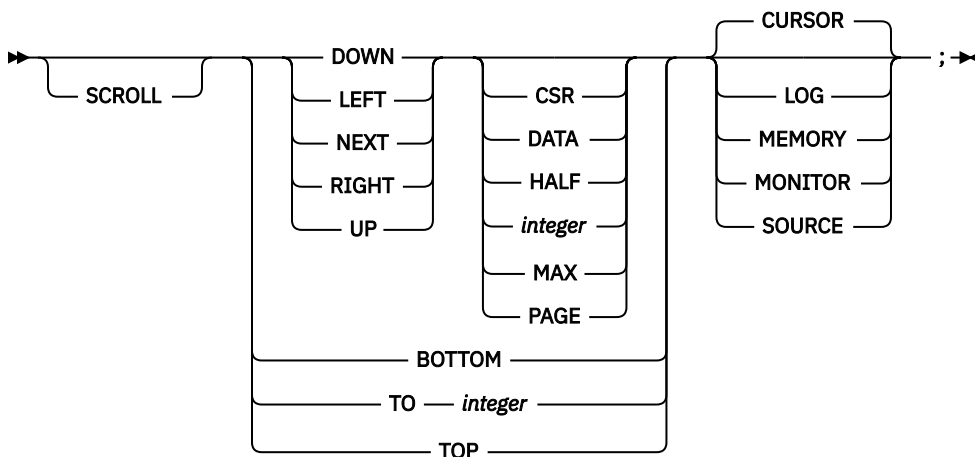 CURSOR
DOWN ;
SCROLL LEFT CSR LOG
NEXT DATA MEMORY
RIGHT HALF MONITOR
UP integer SOURCE
MAX
PAGE
BOTTOM
TO integer
TOP